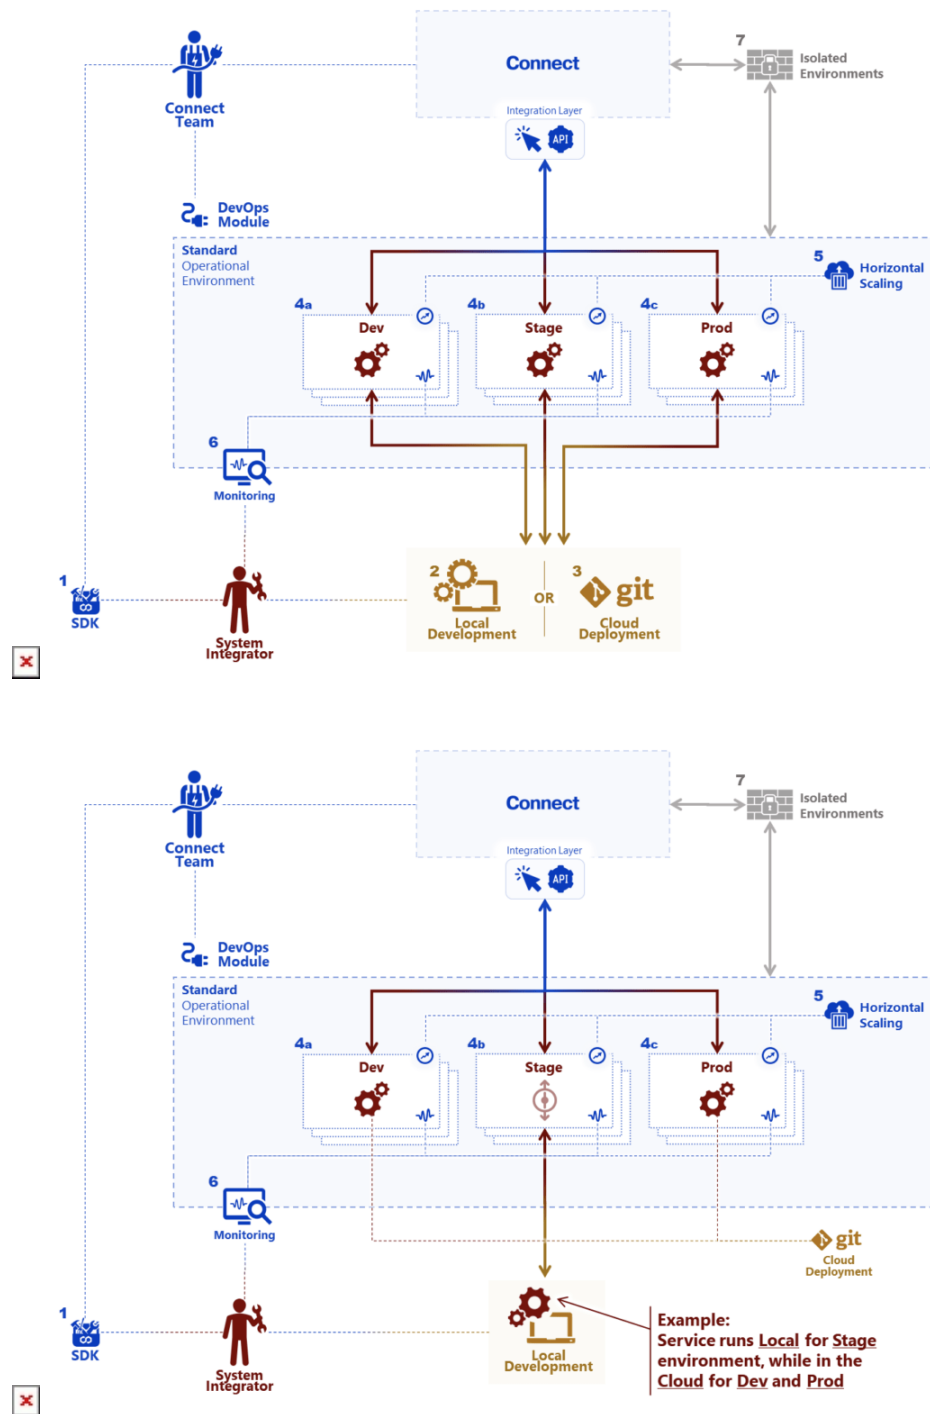 Connect
7
Isolated
Environments
Connect
Team
Integration Layer
API
DevOps
Module
Standard
Operational
Environment
5
Horizontal
Scaling
4a
4b
4c
Dev
Stage
Prod
6
Monitoring
1
SDK
System
Integrator
2
Local
Development
OR
3
git
Cloud
Deployment
Connect
7
Isolated
Environments
Connect
Team
Integration Layer
API
DevOps
Module
Standard
Operational
Environment
5
Horizontal
Scaling
4a
4b
4c
Dev
Stage
Prod
6
Monitoring
git
Cloud
Deployment
1
SDK
System
Integrator
Local
Development
Example:
Service runs Local for Stage
environment, while in the
Cloud for Dev and Prod